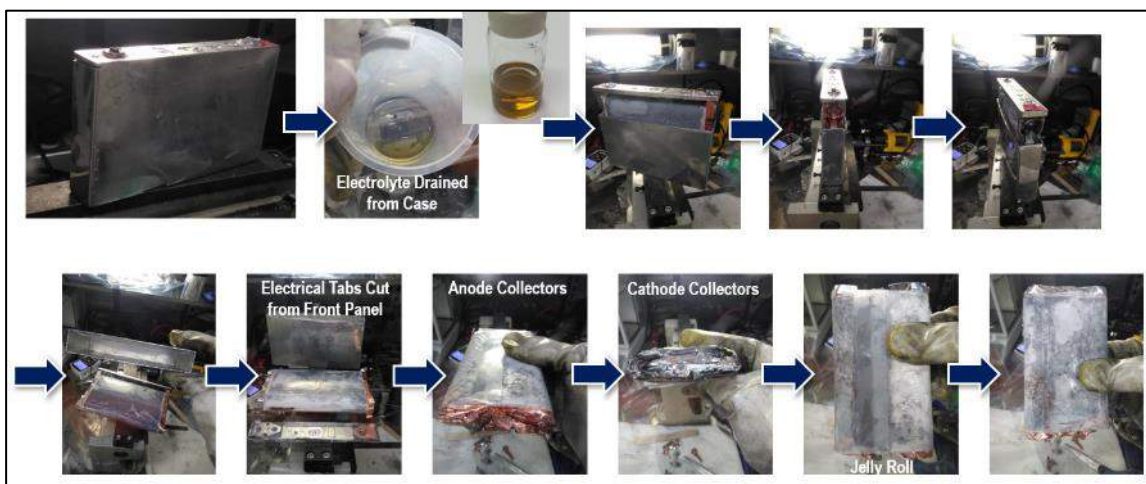 Electrolyte Drained
from Case
Electrical Tabs Cut
from Front Panel
Anode Collectors
Cathode Collectors
Jelly Roll